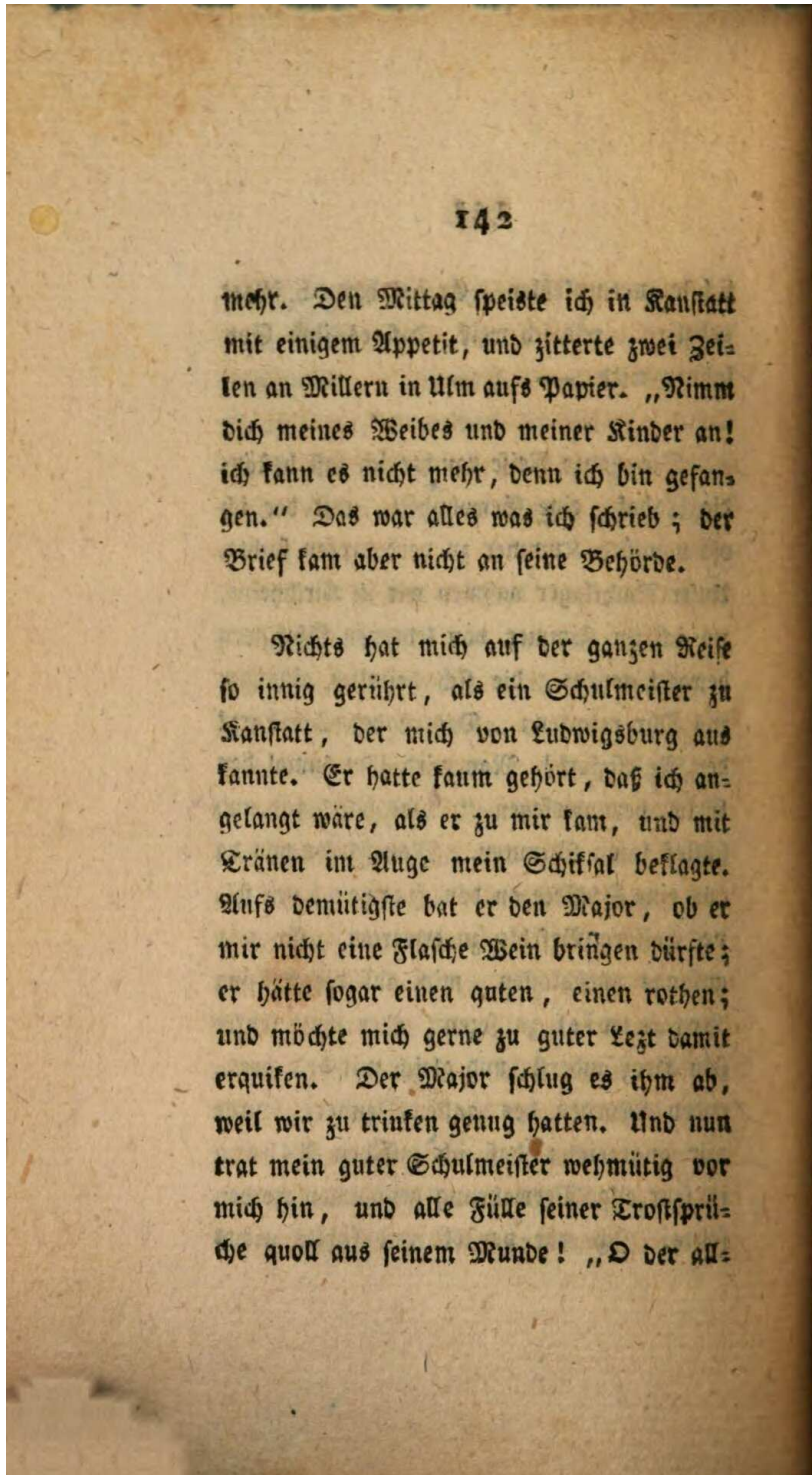 142
mehr. Den Mittag speiste ich in Kanstatt
mit einigem Appetit, und zitterte zwei Zei-
len an Millern in Ulm aufs Papier. „Nimm
dich meines Weibes und meiner Kinder an!
ich kann es nicht mehr, denn ich bin gefan-
gen.“ Das war alles was ich schrieb; der
Brief kam aber nicht an seine Behörde.
Nichts hat mich auf der ganzen Reise
so innig gerührt, als ein Schulmeister zu
Kanstatt, der mich von Ludwigsburg aus
kannte. Er hatte kaum gehört, daß ich an-
gelangt wäre, als er zu mir kam, und mit
Tränen im Auge mein Schiksal beklagte.
Aufs demütigste bat er den Major, ob er
mir nicht eine Flasche Wein bringen dürfte;
er hätte sogar einen guten, einen rothen;
und möchte mich gerne zu guter Lezt damit
erquiken. Der Major schlug es ihm ab,
weil wir zu trinken genug hatten. Und nun
trat mein guter Schulmeister wehmütig vor
mich hin, und alle Fülle seiner Trostsprü-
che quoll aus seinem Munde! „O der all-